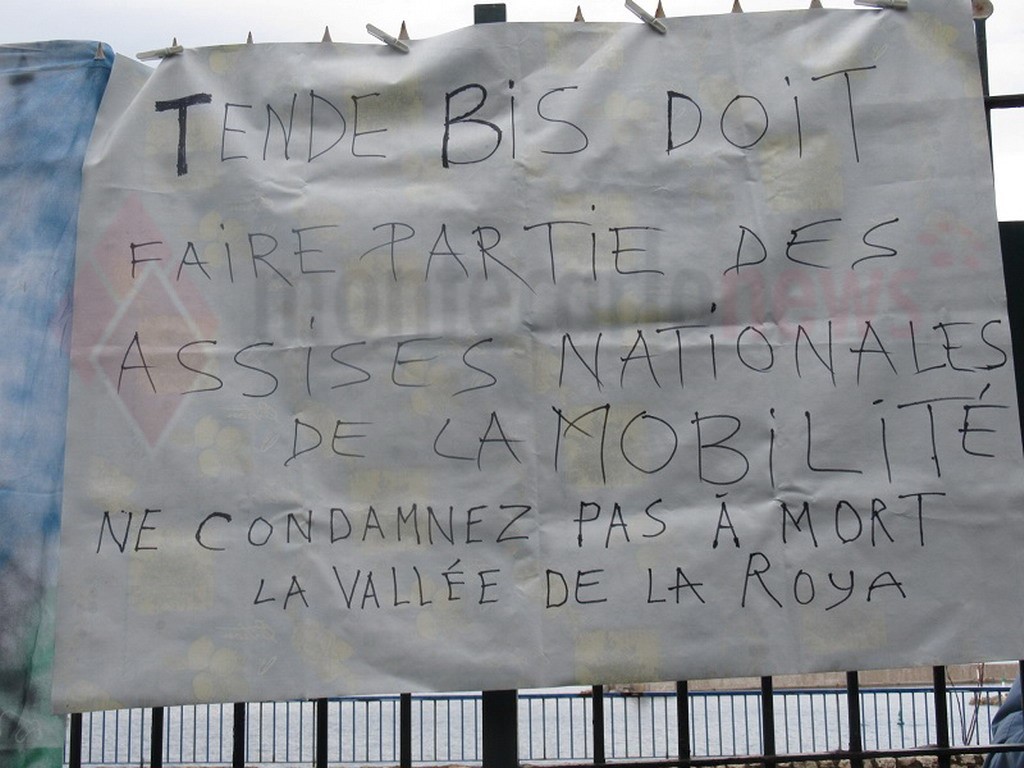 TENDE BiS DOiT
FAiRE PARTiE DES
montecarlonews
ASSiSES NATiONALES
DE LA MOBiLiTÉ
NE CONDAMNEZ PAS À MORT
LA VALLÉE DE LA ROYA